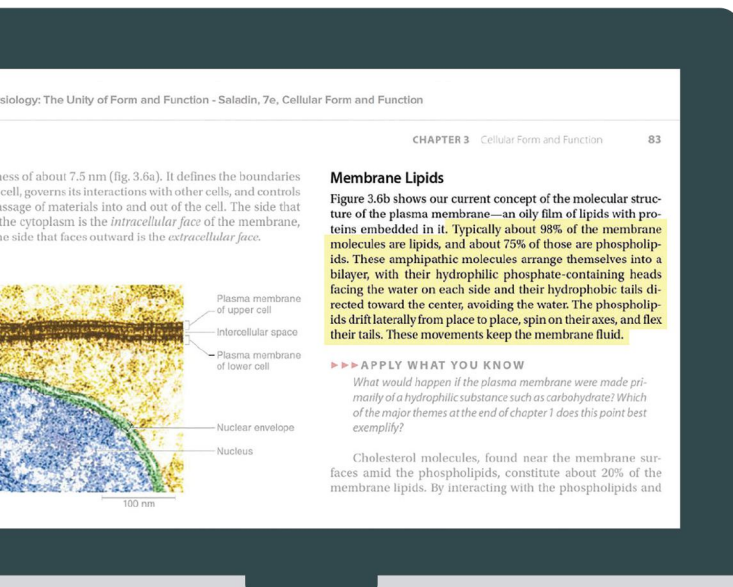 siology: The Unity of Form and Function - Saladin, 7e, Cellular Form and Function
CHAPTER 3 Cellular Form and Function 83
ness of about 7.5 nm (fig. 3.6a). It defines the boundaries
cell, governs its interactions with other cells, and controls
assage of materials into and out of the cell. The side that
the cytoplasm is the intracellular face of the membrane,
he side that faces outward is the extracellular face.
Plasma membrane
of upper cell
Intercellular space
Plasma membrane
of lower cell
Nuclear envelope
Nucleus
100 nm
Membrane Lipids
Figure 3.6b shows our current concept of the molecular struc-
ture of the plasma membrane—an oily film of lipids with pro-
teins embedded in it. Typically about 98% of the membrane
molecules are lipids, and about 75% of those are phospholip-
ids. These amphipathic molecules arrange themselves into a
bilayer, with their hydrophilic phosphate-containing heads
facing the water on each side and their hydrophobic tails di-
rected toward the center, avoiding the water. The phospholip-
ids drift laterally from place to place, spin on their axes, and flex
their tails. These movements keep the membrane fluid.
▸▸▸APPLY WHAT YOU KNOW
What would happen if the plasma membrane were made pri-
marily of a hydrophilic substance such as carbohydrate? Which
of the major themes at the end of chapter 1 does this point best
exemplify?
Cholesterol molecules, found near the membrane sur-
faces amid the phospholipids, constitute about 20% of the
membrane lipids. By interacting with the phospholipids and